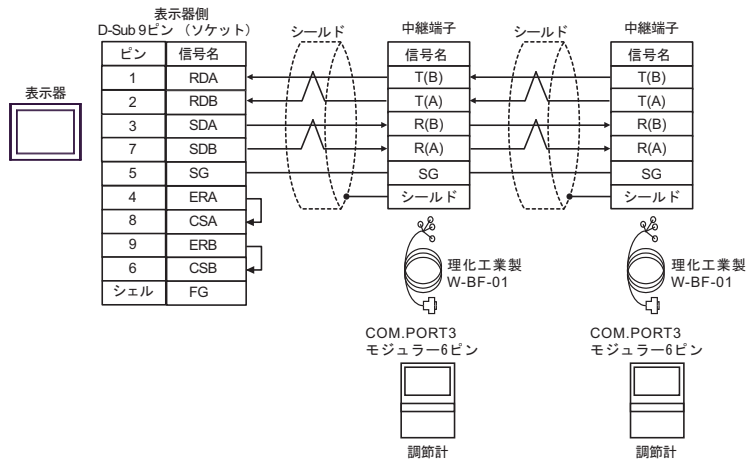 表示器側
D-Sub 9ピン (ソケット)
シールド
中継端子
シールド
中継端子
表示器
ピン 信号名
1 RDA
2 RDB
3 SDA
7 SDB
5 SG
4 ERA
8 CSA
9 ERB
6 CSB
シェル FG
信号名
T(B)
T(A)
R(B)
R(A)
SG
シールド
信号名
T(B)
T(A)
R(B)
R(A)
SG
シールド
理化工業製
W-BF-01
理化工業製
W-BF-01
COM.PORT3
モジュラー6ピン
COM.PORT3
モジュラー6ピン
調節計
調節計